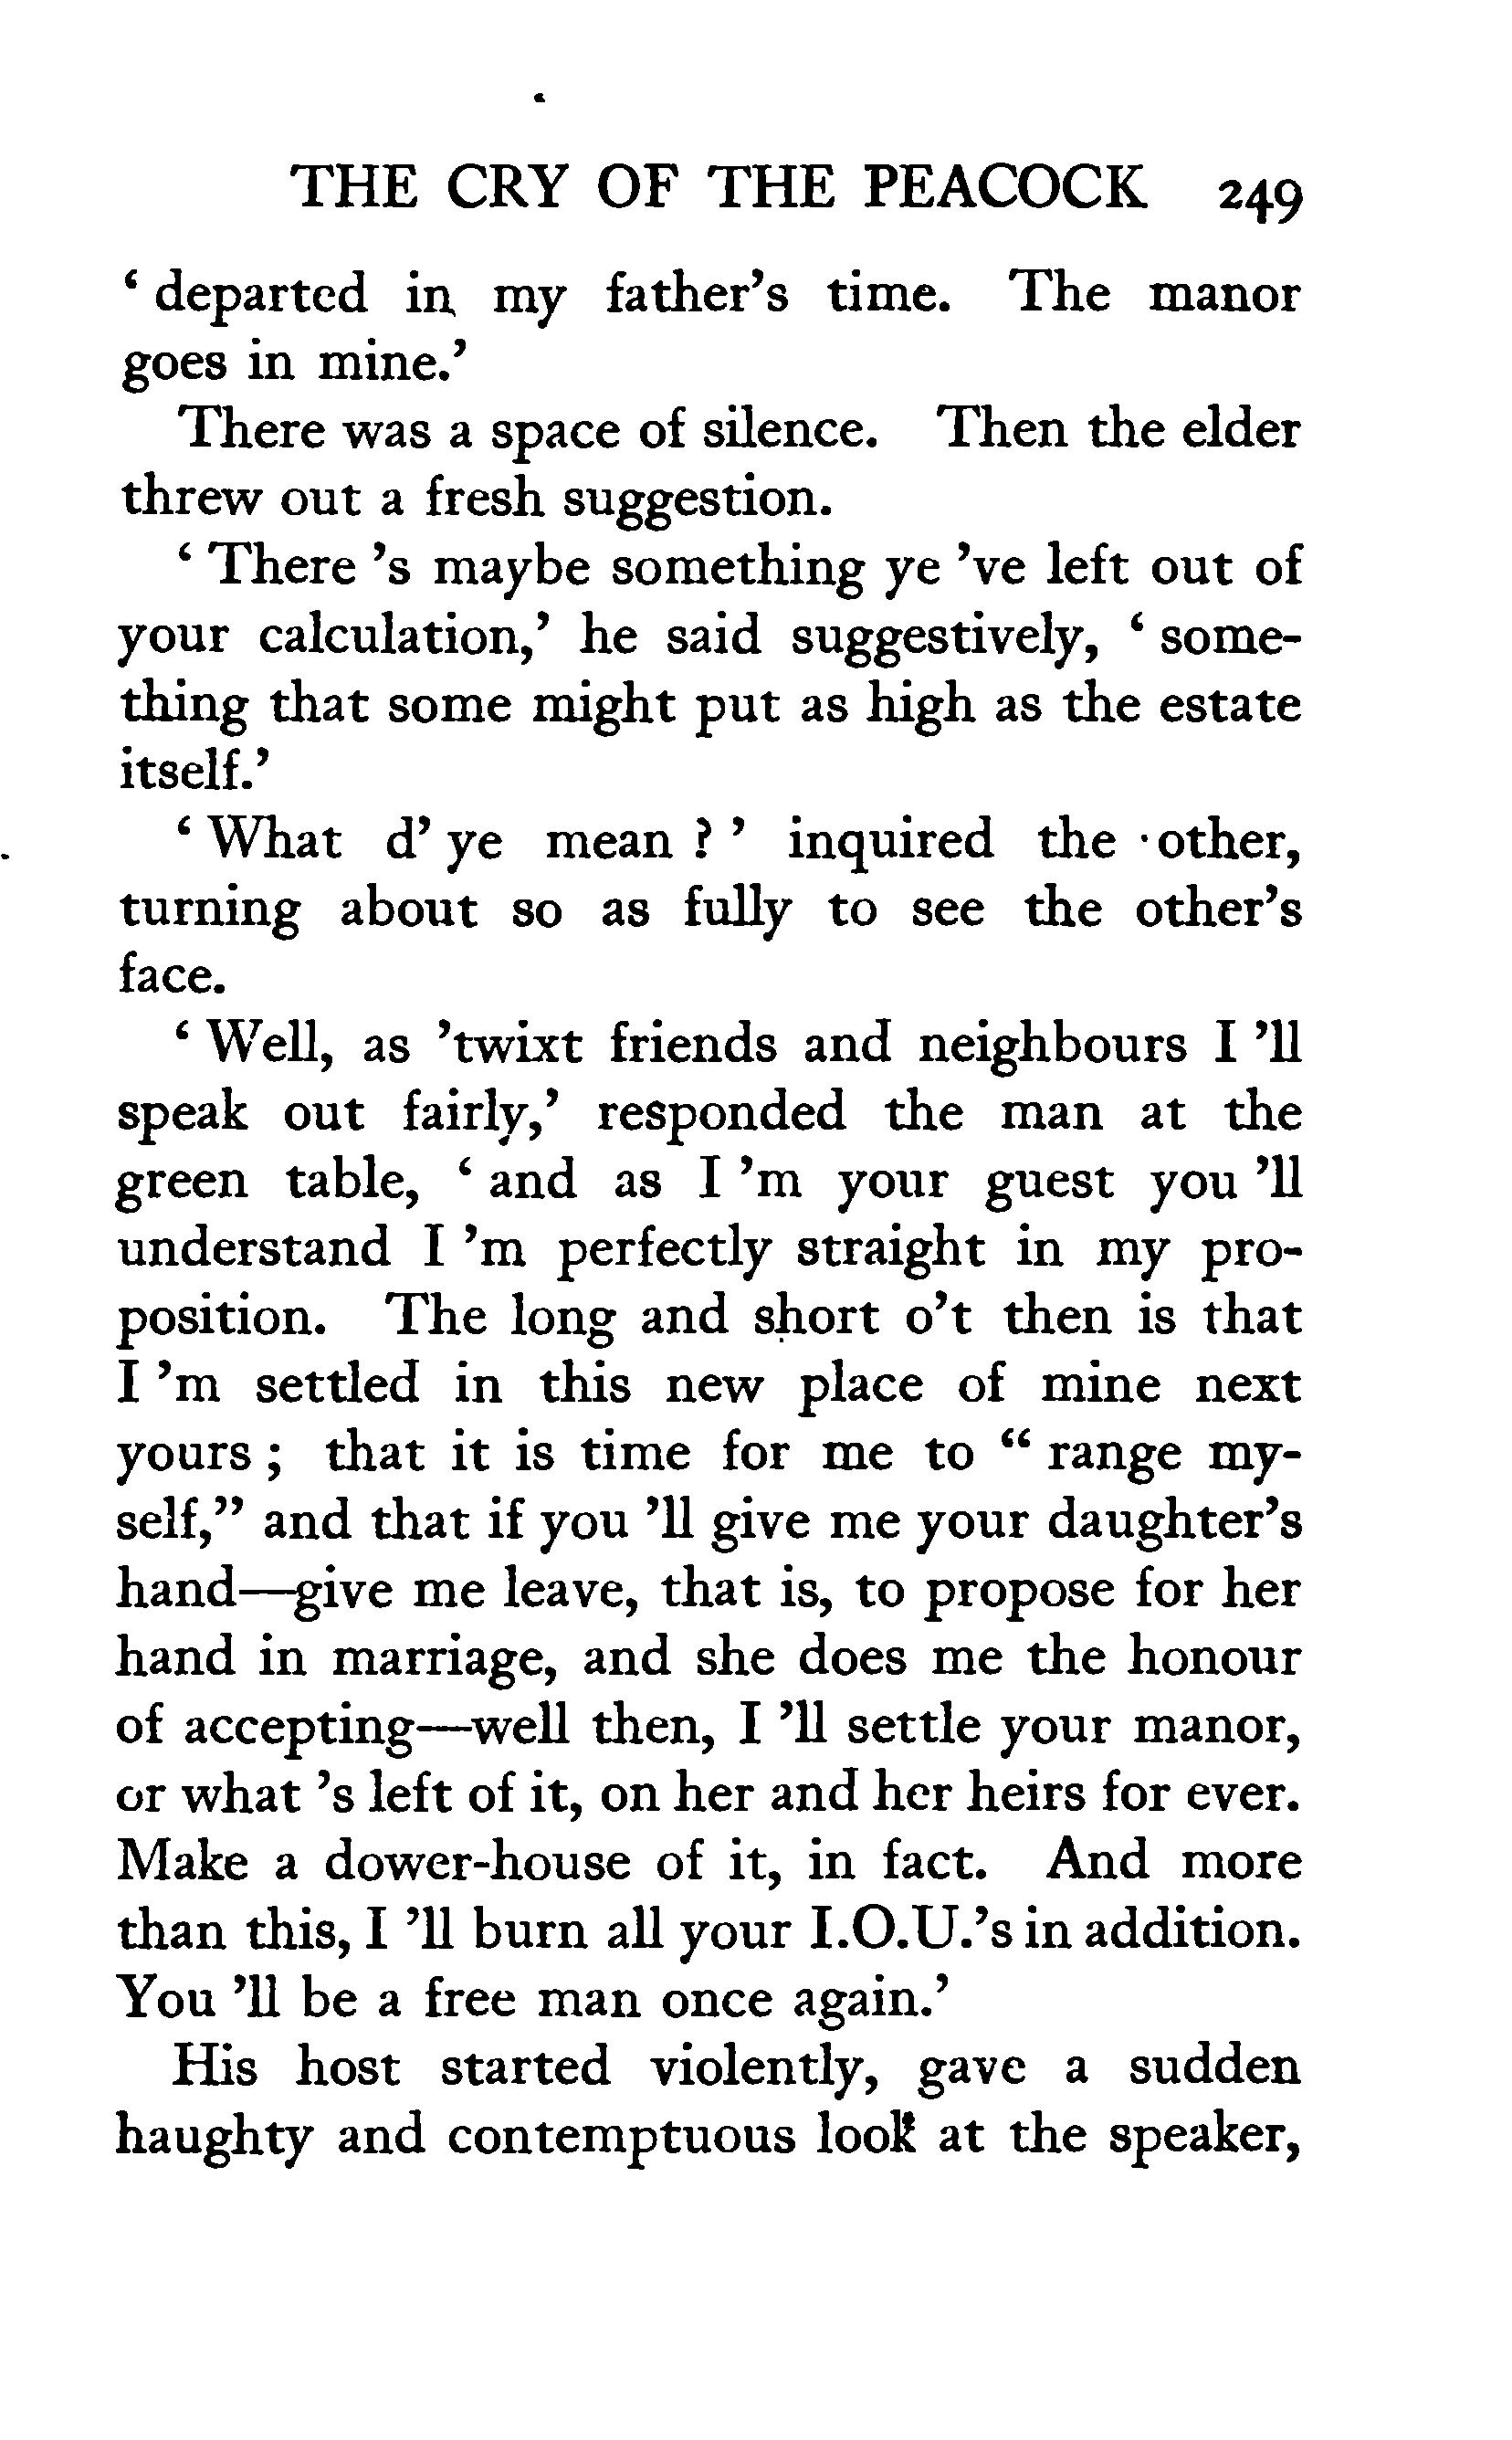 THE CRY OF THE PEACOCK 249
‘ departed in my father’s time. The manor
goes in mine.’
There was a space of silence. Then the elder
threw out a fresh suggestion.
‘ There ’s maybe something ye ’ve left out of
your calculation,’ he said suggestively, ‘ some-
thing that some might put as high as the estate
itself.’
‘ What d’ ye mean ? ’ inquired the other,
turning about so as fully to see the other’s
face.
‘ Well, as ’twixt friends and neighbours I ’ll
speak out fairly,’ responded the man at the
green table, ‘ and as I ’m your guest you ’ll
understand I ’m perfectly straight in my pro-
position. The long and short o’t then is that
I ’m settled in this new place of mine next
yours ; that it is time for me to “ range my-
self,” and that if you ’ll give me your daughter’s
hand—give me leave, that is, to propose for her
hand in marriage, and she does me the honour
of accepting—well then, I ’ll settle your manor,
or what ’s left of it, on her and her heirs for ever.
Make a dower-house of it, in fact. And more
than this, I ’ll burn all your I.O.U.’s in addition.
You ’ll be a free man once again.’
His host started violently, gave a sudden
haughty and contemptuous look at the speaker,